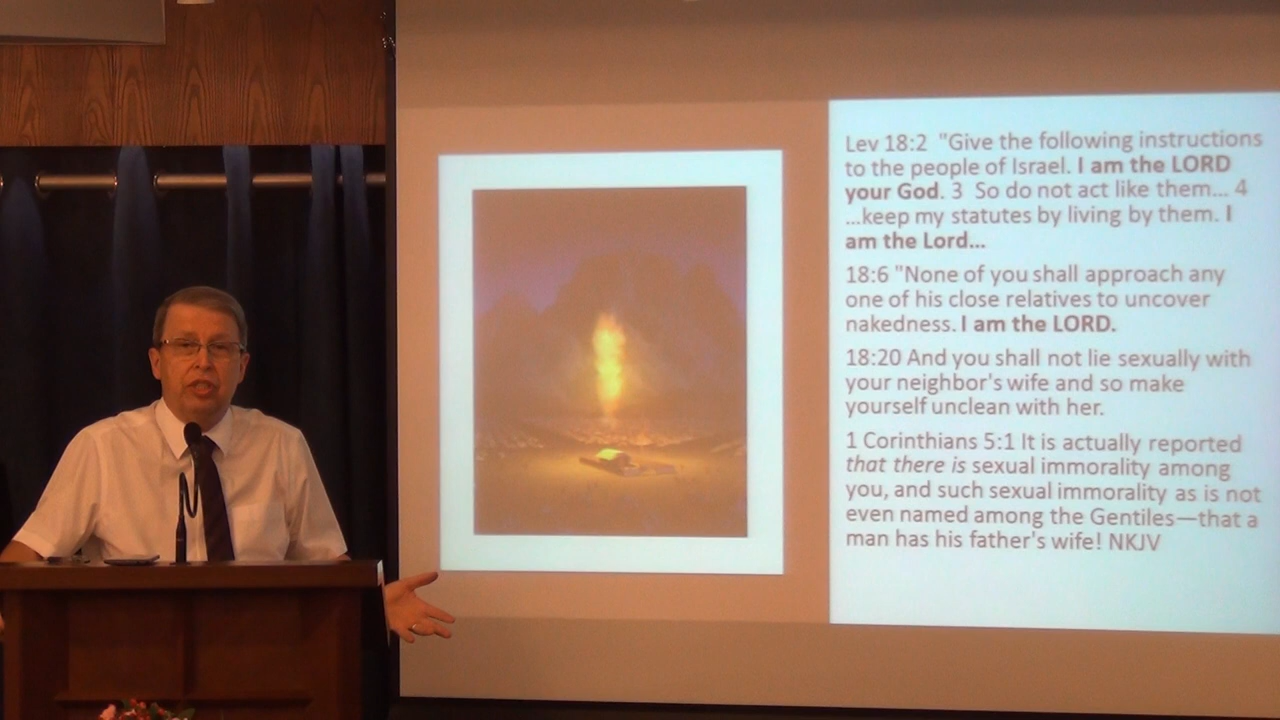 Lev 18:2  "Give the following instructions
to the people of Israel. I am the LORD
your God. 3  So do not act like them... 4
...keep my statutes by living by them. I
am the Lord...
18:6 "None of you shall approach any
one of his close relatives to uncover
nakedness. I am the LORD.
18:20 And you shall not lie sexually with
your neighbor's wife and so make
yourself unclean with her.
1 Corinthians 5:1 It is actually reported
that there is sexual immorality among
you, and such sexual immorality as is not
even named among the Gentiles—that a
man has his father's wife! NKJV